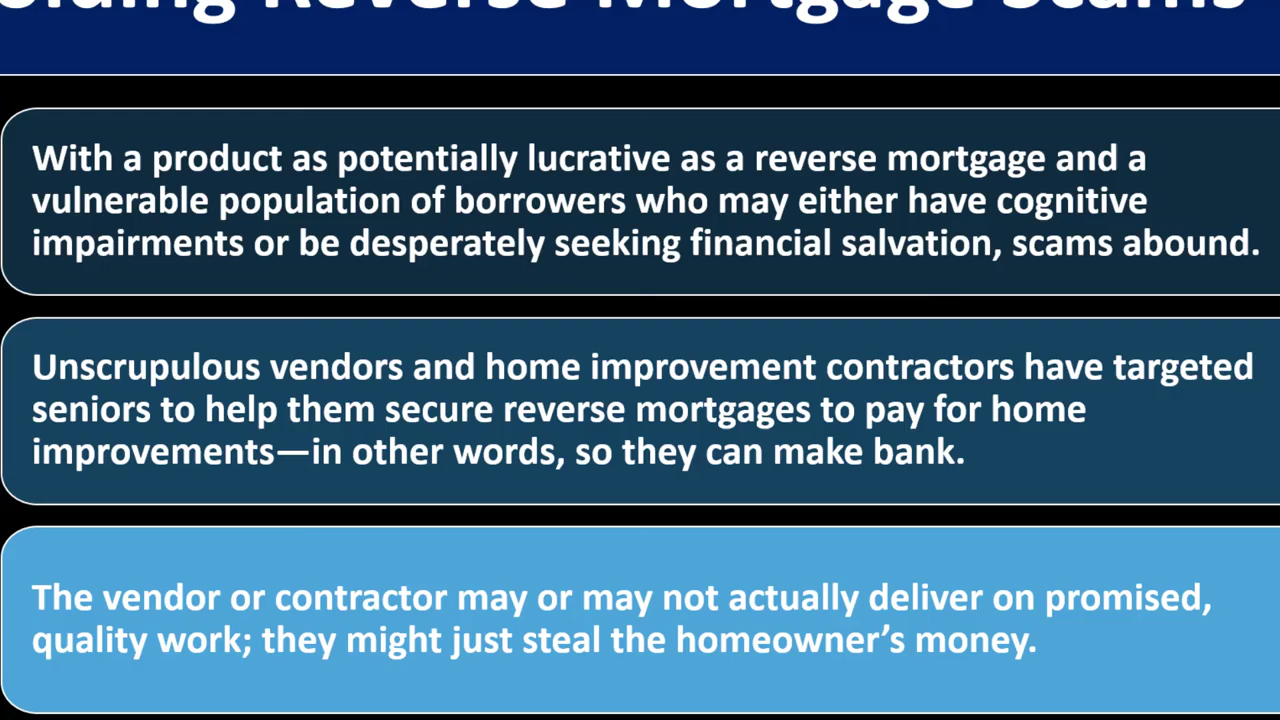 Reverse Mortgage Scams
With a product as potentially lucrative as a reverse mortgage and a
vulnerable population of borrowers who may either have cognitive
impairments or be desperately seeking financial salvation, scams abound.
Unscrupulous vendors and home improvement contractors have targeted
seniors to help them secure reverse mortgages to pay for home
improvements—in other words, so they can make bank.
The vendor or contractor may or may not actually deliver on promised,
quality work; they might just steal the homeowner’s money.